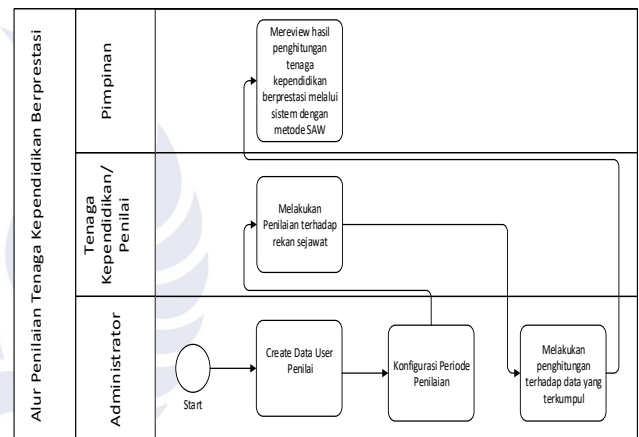 Alur Penilaian Tenaga Kependidikan Berprestasi
Pimpinan
Mereview hasil
penghitungan
tenaga
kependidikan
berprestasi melalui
sistem dengan
metode SAW
Tenaga
Kependidikan/
Penilai
Melakukan
Penilaian terhadap
rekan sejawat
Administrator
Start
Create Data User
Penilai
Konfigurasi Periode
Penilaian
Melakukan
penghitungan
terhadap data yang
terkumpul